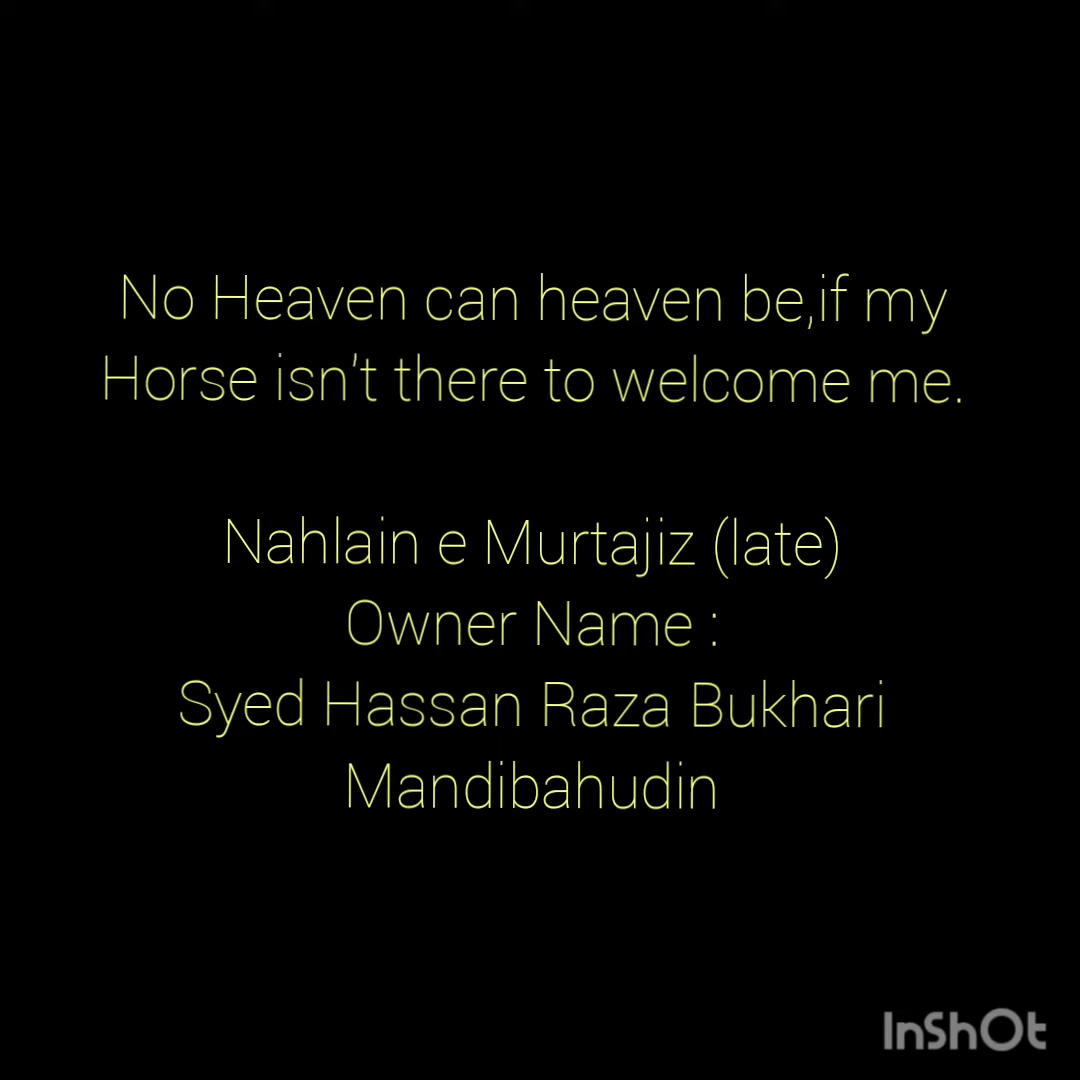 No Heaven can heaven be,if my
Horse isn't there to welcome me.
Nahlain e Murtajiz (late)
Owner Name :
Syed Hassan Raza Bukhari
Mandibahudin
InShOt